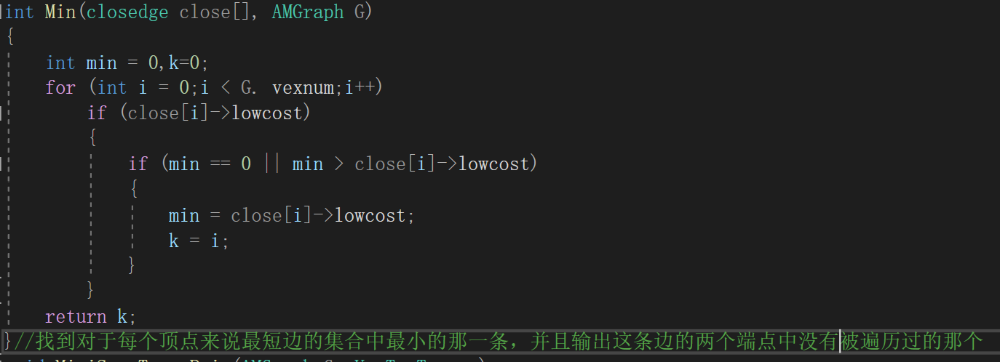 int Min(closedge close[], AMGraph G)
{
int min = 0,k=0;
for (int i = 0;i < G. vexnum;i++)
if (close[i]->lowcost)
{
if (min == 0 || min > close[i]->lowcost)
{
min = close[i]->lowcost;
k = i;
}
}
return k;
}//找到对于每个顶点来说最短边的集合中最小的那一条，并且输出这条边的两个端点中没有被遍历过的那个